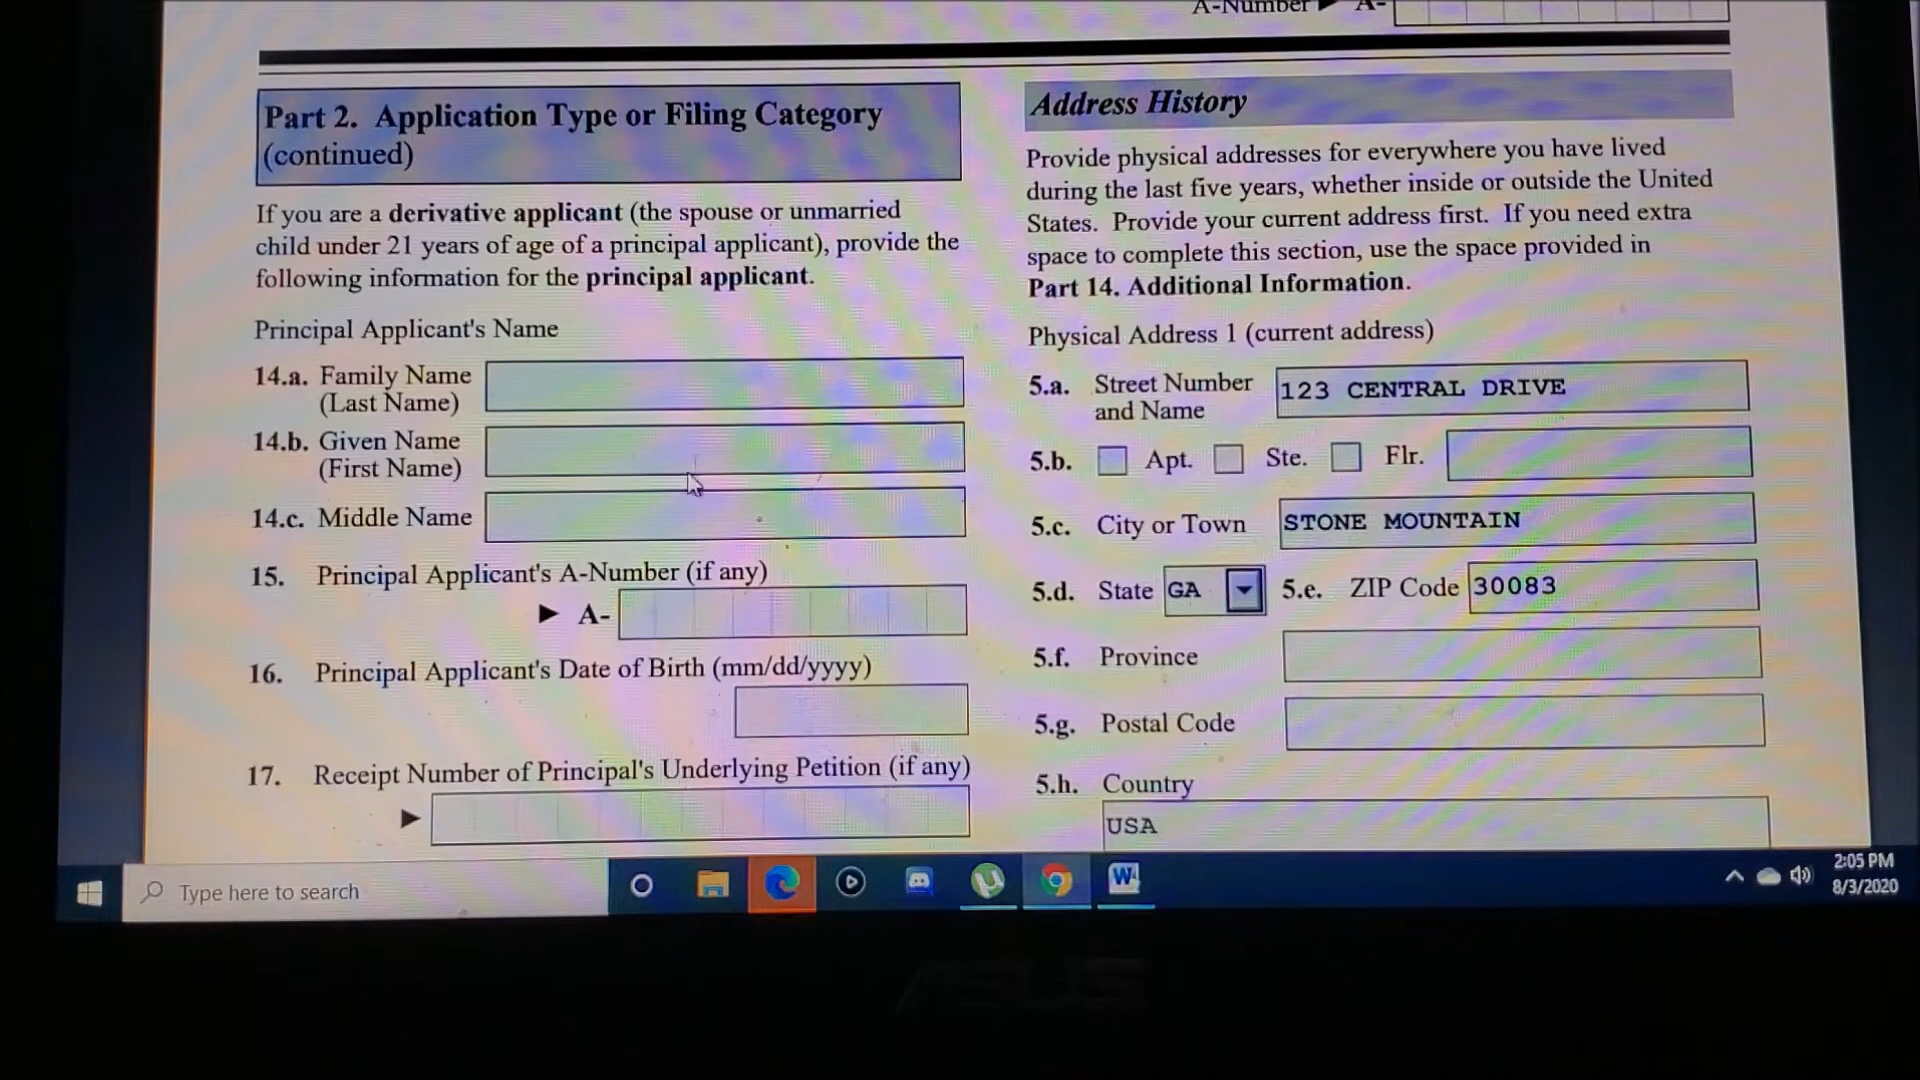 A-Number ► A-
Part 2. Application Type or Filing Category
(continued)
If you are a derivative applicant (the spouse or unmarried
child under 21 years of age of a principal applicant), provide the
following information for the principal applicant.
Principal Applicant's Name
14.a. Family Name
(Last Name)
14.b. Given Name
(First Name)
14.c. Middle Name
15. Principal Applicant's A-Number (if any)
► A-
16. Principal Applicant's Date of Birth (mm/dd/yyyy)
17. Receipt Number of Principal's Underlying Petition (if any)
►
Address History
Provide physical addresses for everywhere you have lived
during the last five years, whether inside or outside the United
States. Provide your current address first. If you need extra
space to complete this section, use the space provided in
Part 14. Additional Information.
Physical Address 1 (current address)
5.a. Street Number
and Name
123 CENTRAL DRIVE
5.b. Apt. Ste. Flr.
5.c. City or Town STONE MOUNTAIN
5.d. State GA 5.e. ZIP Code 30083
5.f. Province
5.g. Postal Code
5.h. Country
USA
Type here to search
W
2:05 PM
8/3/2020
ASUS